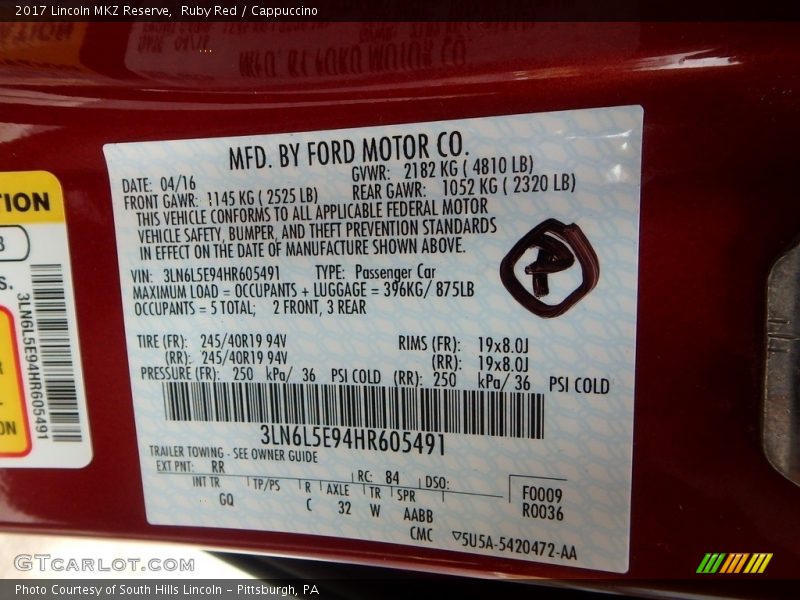 2017 Lincoln MKZ Reserve, Ruby Red / Cappuccino
MFD. BY FORD MOTOR CO.
DATE: 04/16 GVWR: 2182 KG ( 4810 LB)
FRONT GAWR: 1145 KG ( 2525 LB) REAR GAWR: 1052 KG ( 2320 LB)
THIS VEHICLE CONFORMS TO ALL APPLICABLE FEDERAL MOTOR
VEHICLE SAFETY, BUMPER, AND THEFT PREVENTION STANDARDS
IN EFFECT ON THE DATE OF MANUFACTURE SHOWN ABOVE.
R
VIN: 3LN6L5E94HR605491 TYPE: Passenger Car
MAXIMUM LOAD = OCCUPANTS + LUGGAGE = 396KG/ 875LB
OCCUPANTS = 5 TOTAL; 2 FRONT, 3 REAR
TIRE (FR): 245/40R19 94V RIMS (FR): 19x8.0J
(RR): 245/40R19 94V (RR): 19x8.0J
PRESSURE (FR): 250 kPa/ 36 PSI COLD (RR): 250 kPa/ 36 PSI COLD
3LN6L5E94HR605491
TRAILER TOWING - SEE OWNER GUIDE
EXT PNT: RR RC: 84 DSO:
INT TR TP/PS R AXLE TR SPR F0009
GQ C 32 W AABB R0036
CMC ▽5U5A-5420472-AA
TION
3
S.
3LN6L5E94HR605491
ON
GTCarLot.com
Photo Courtesy of South Hills Lincoln - Pittsburgh, PA